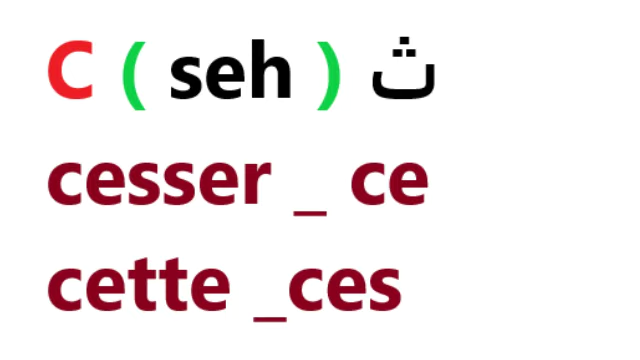 C ( seh ) ث
cesser _ ce
cette _ces